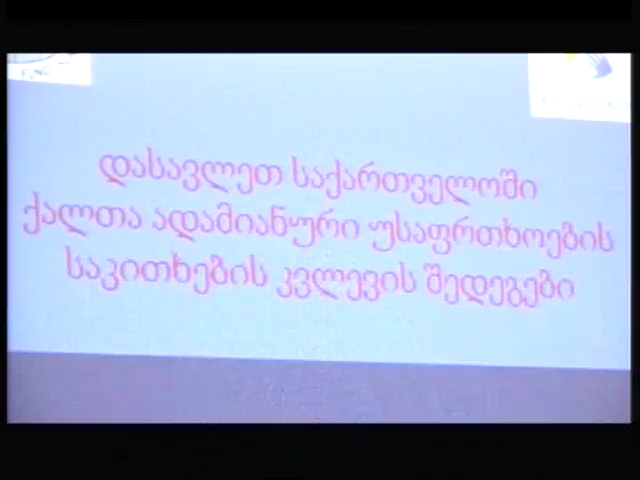 დასავლეთ საქართველოში
ქალთა ადამიანური უსაფრთხოების
საკითხების კვლევის შედეგები